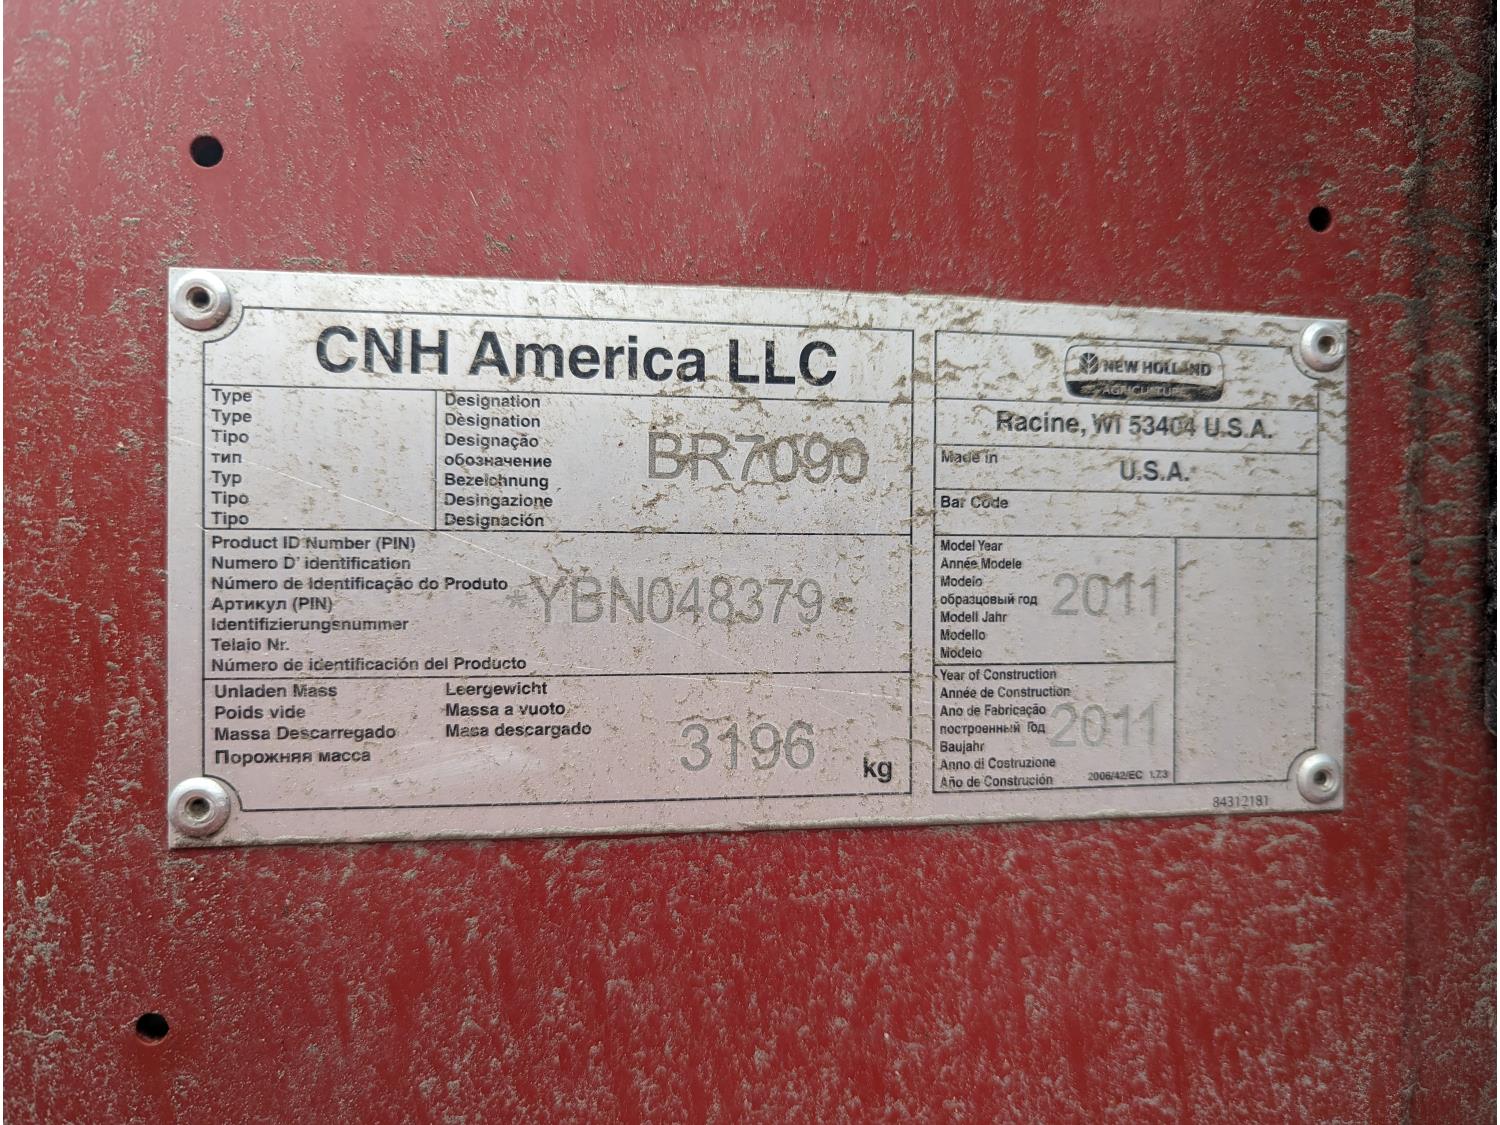 CNH America LLC
Type
Type
Tipo
тип
Typ
Tipo
Tipo
Designation
Dèsignation
Designação
обозначение
Bezeichnung
Desingazione
Designación
BR7090
Product ID Number (PIN)
Numero D' identification
Número de Identificação do Produto
Артикул (PIN)
Identifizierungsnummer
Telaio Nr.
Número de identificación del Producto
*YBN048379*
Unladen Mass
Poids vide
Massa Descarregado
Порожняя масса
Leergewicht
Massa a vuoto
Masa descargado
3196 kg
NEW HOLLAND
AGRICULTURE
Racine, WI 53404 U.S.A.
Made in U.S.A.
Bar Code
Model Year
Année Modele
Modelo
образцовый год
Modell Jahr
Modello
Modelo
2011
Year of Construction
Année de Construction
Ano de Fabricação
построенный Год
Baujahr
Anno di Costruzione
Año de Construción
2011
2006/42/EC 1.7.3
84312181